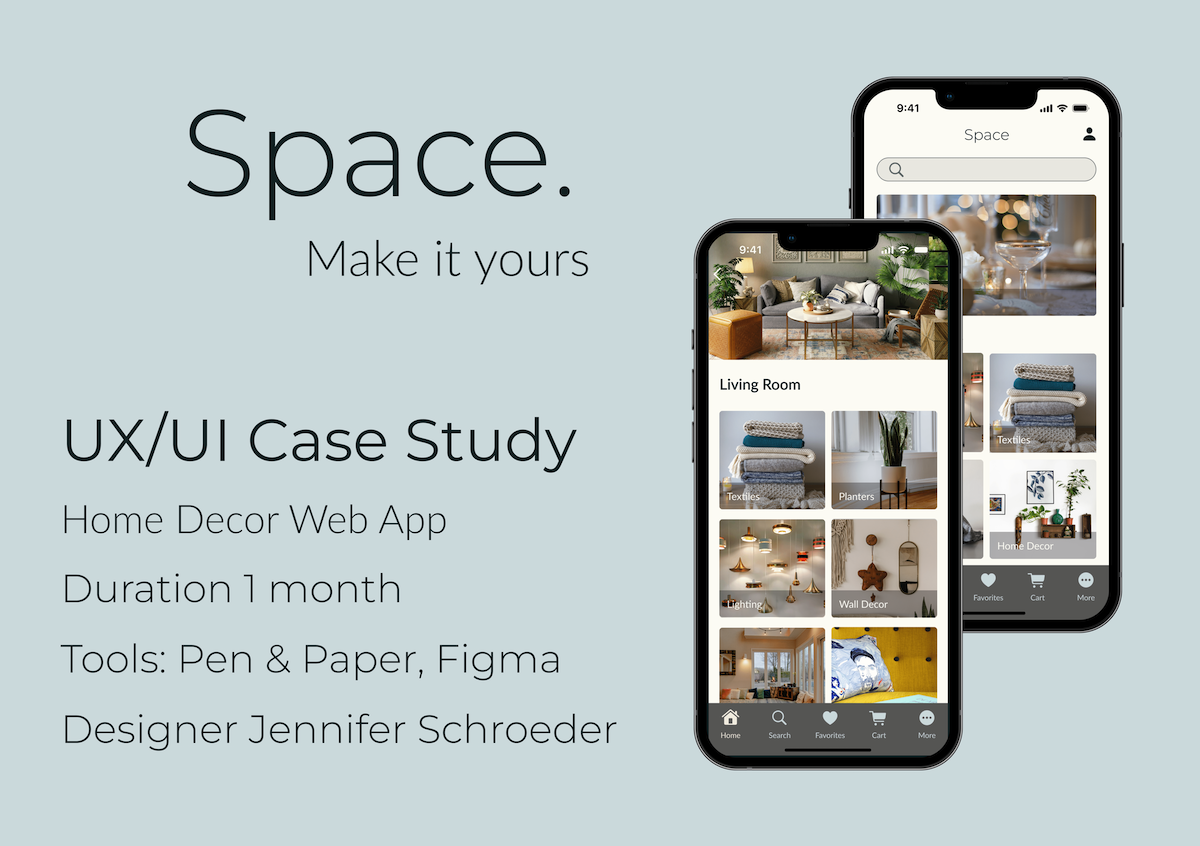 Space.
Make it yours
UX/UI Case Study
Home Decor Web App
Duration 1 month
Tools: Pen & Paper, Figma
Designer Jennifer Schroeder
9:41
Space
Textiles
Home Decor
Favorites Cart More
9:41
Living Room
Textiles Planters
Lighting Wall Decor
Home Search Favorites Cart More